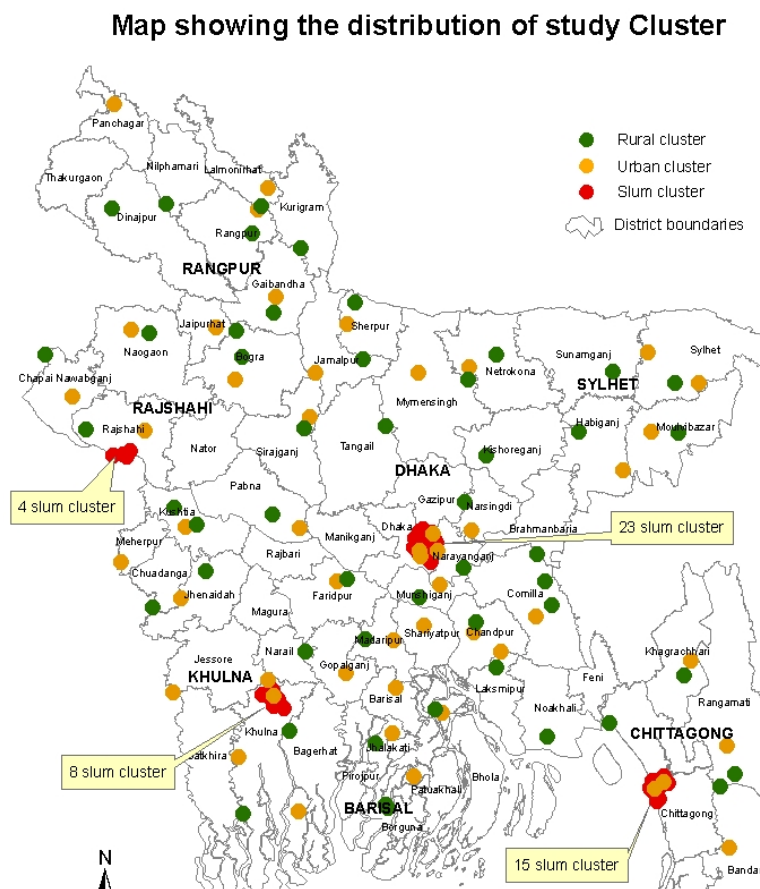 Map showing the distribution of study Cluster
Rural cluster
Urban cluster
Slum cluster
District boundaries
Panchagar
Nilphamari
Lalmonirhat
Thakurgaon
Dinajpur
Kurigram
Rangpur
RANGPUR
Gaibandha
Jaipurhat
Sherpur
Naogaon
Bogra
Jamalpur
Netrokona
Sunamganj
Sylhet
Chapai Nawabganj
SYLHET
Mymensingh
RAJSHAHI
Rajshahi
Habiganj
Mouhibazar
Nator
Sirajganj
Tangail
Kishoreganj
DHAKA
4 slum cluster
Pabna
Gazipur
Narsingdi
Kushtia
Dhaka
23 slum cluster
Brahmanbaria
Meherpur
Manikganj
Rajbari
Narayanganj
Chuadanga
Jhenaidah
Faridpur
Munshiganj
Comilla
Magura
Shariyatpur
Chandpur
Madaripur
Jessore
Narail
Gopalganj
Khagrachhari
KHULNA
Barisal
Laksmipur
Feni
Rangamati
Noakhali
Khulna
CHITTAGONG
8 slum cluster
Satkhira
Bagerhat
Jhalakati
Pirojpur
Bhola
Patuakhali
BARISAL
Borguna
Chittagong
15 slum cluster
N
Bandar